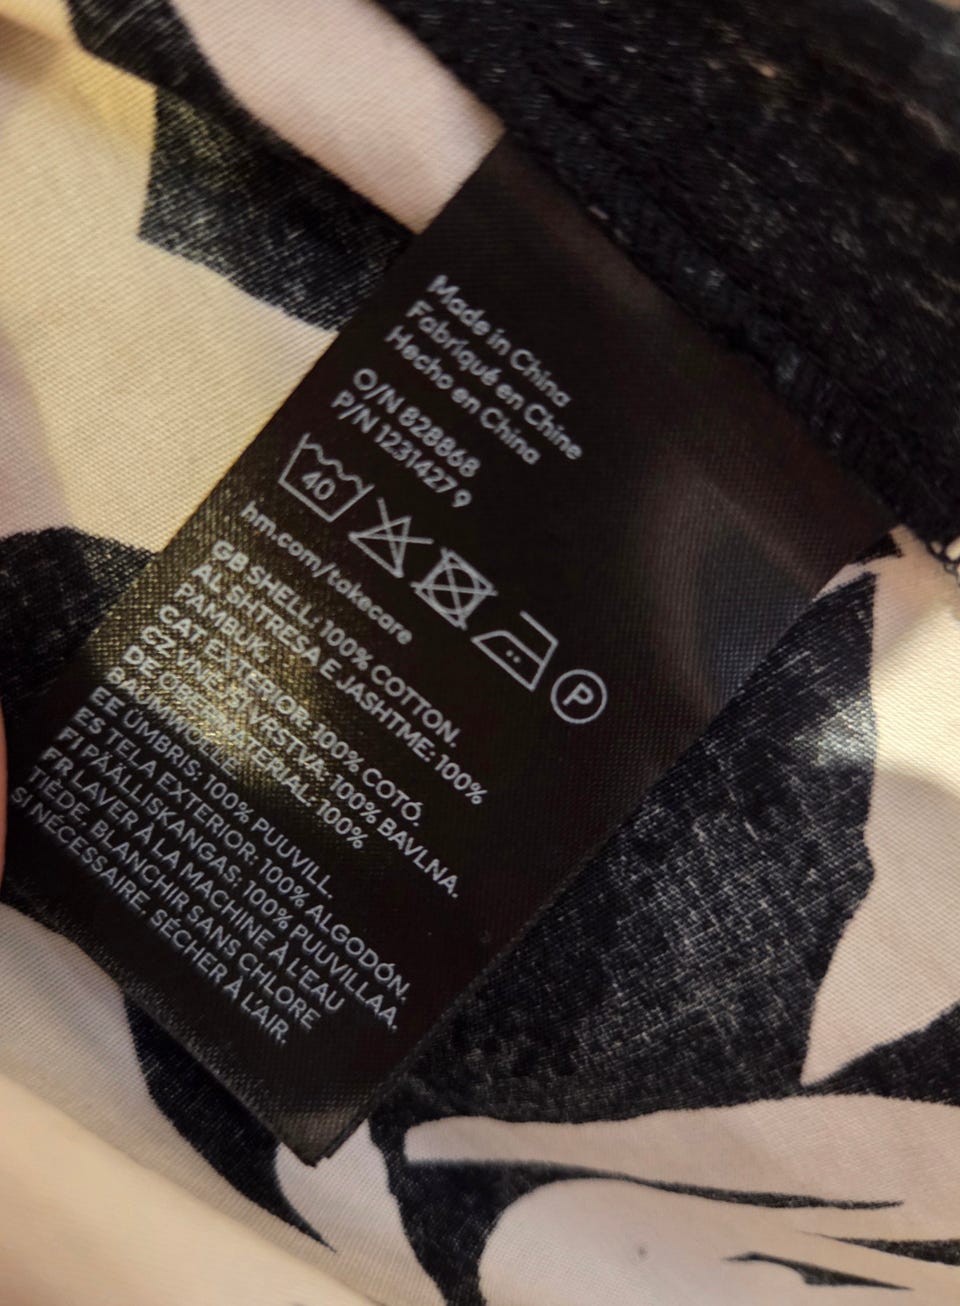 Made in China
Fabriqué en Chine
Hecho en China
O/N 828868
P/N 1231427 9
40
P
hm.com/takecare
GB SHELL: 100% COTTON.
AL SHTRESA E JASHTME: 100%
PAMBUK.
CAT EXTERIOR: 100% COTÓ.
CZ VNĚJŠÍ VRSTVA: 100% BAVLNA.
DE OBERMATERIAL: 100%
BAUMWOLLE.
EE ÜMBRIS: 100% PUUVILL.
ES TELA EXTERIOR: 100% ALGODÓN.
FI PÄÄLLISKANGAS: 100% PUUVILLAA.
FR LAVER À LA MACHINE À L'EAU
TIÈDE, BLANCHIR SANS CHLORE
SI NÉCESSAIRE, SÉCHER À L'AIR.